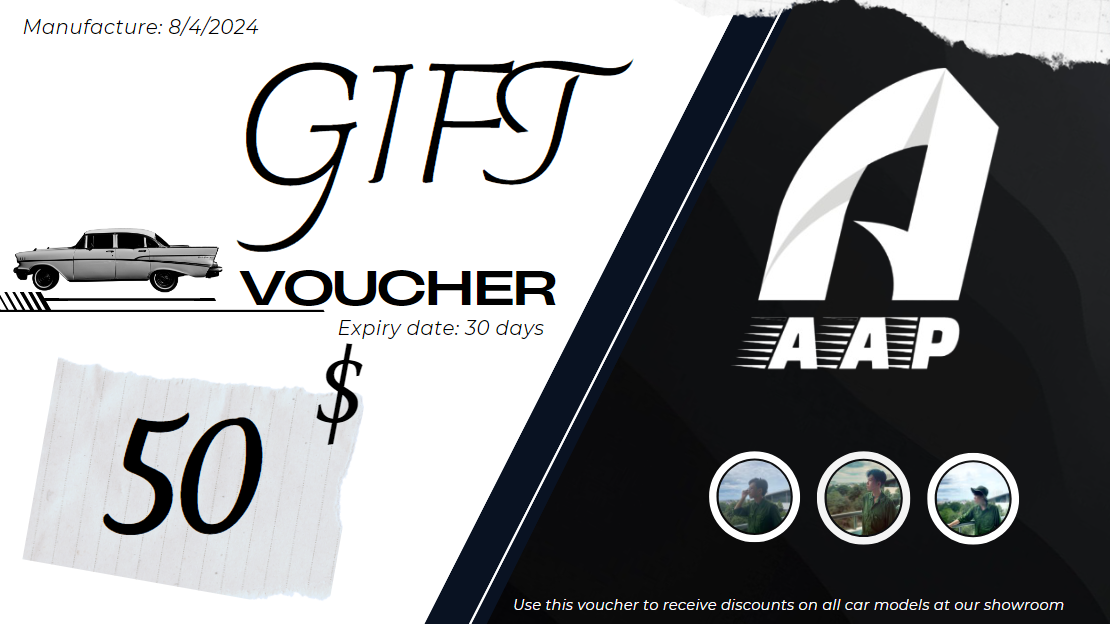 Manufacture: 8/4/2024
GIFT
VOUCHER
Expiry date: 30 days
$
50
AAP
Use this voucher to receive discounts on all car models at our showroom